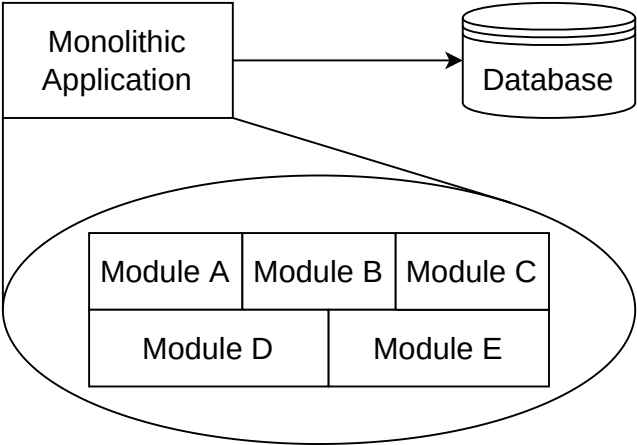 Monolithic
Application
Database
Module A
Module B
Module C
Module D
Module E